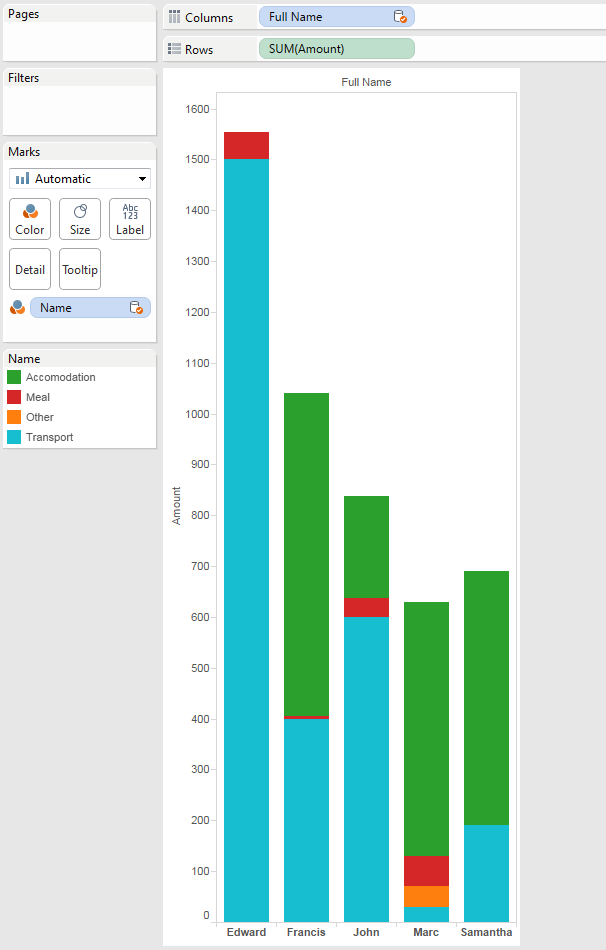 Pages
Columns
Full Name
Rows
SUM(Amount)
Filters
Marks
Automatic
Color
Size
Abc
123
Label
Detail
Tooltip
Name
Name
Accomodation
Meal
Other
Transport
Full Name
1600
1500
1400
1300
1200
1100
1000
900
800
700
600
500
400
300
200
100
0
Amount
Edward Francis John Marc Samantha